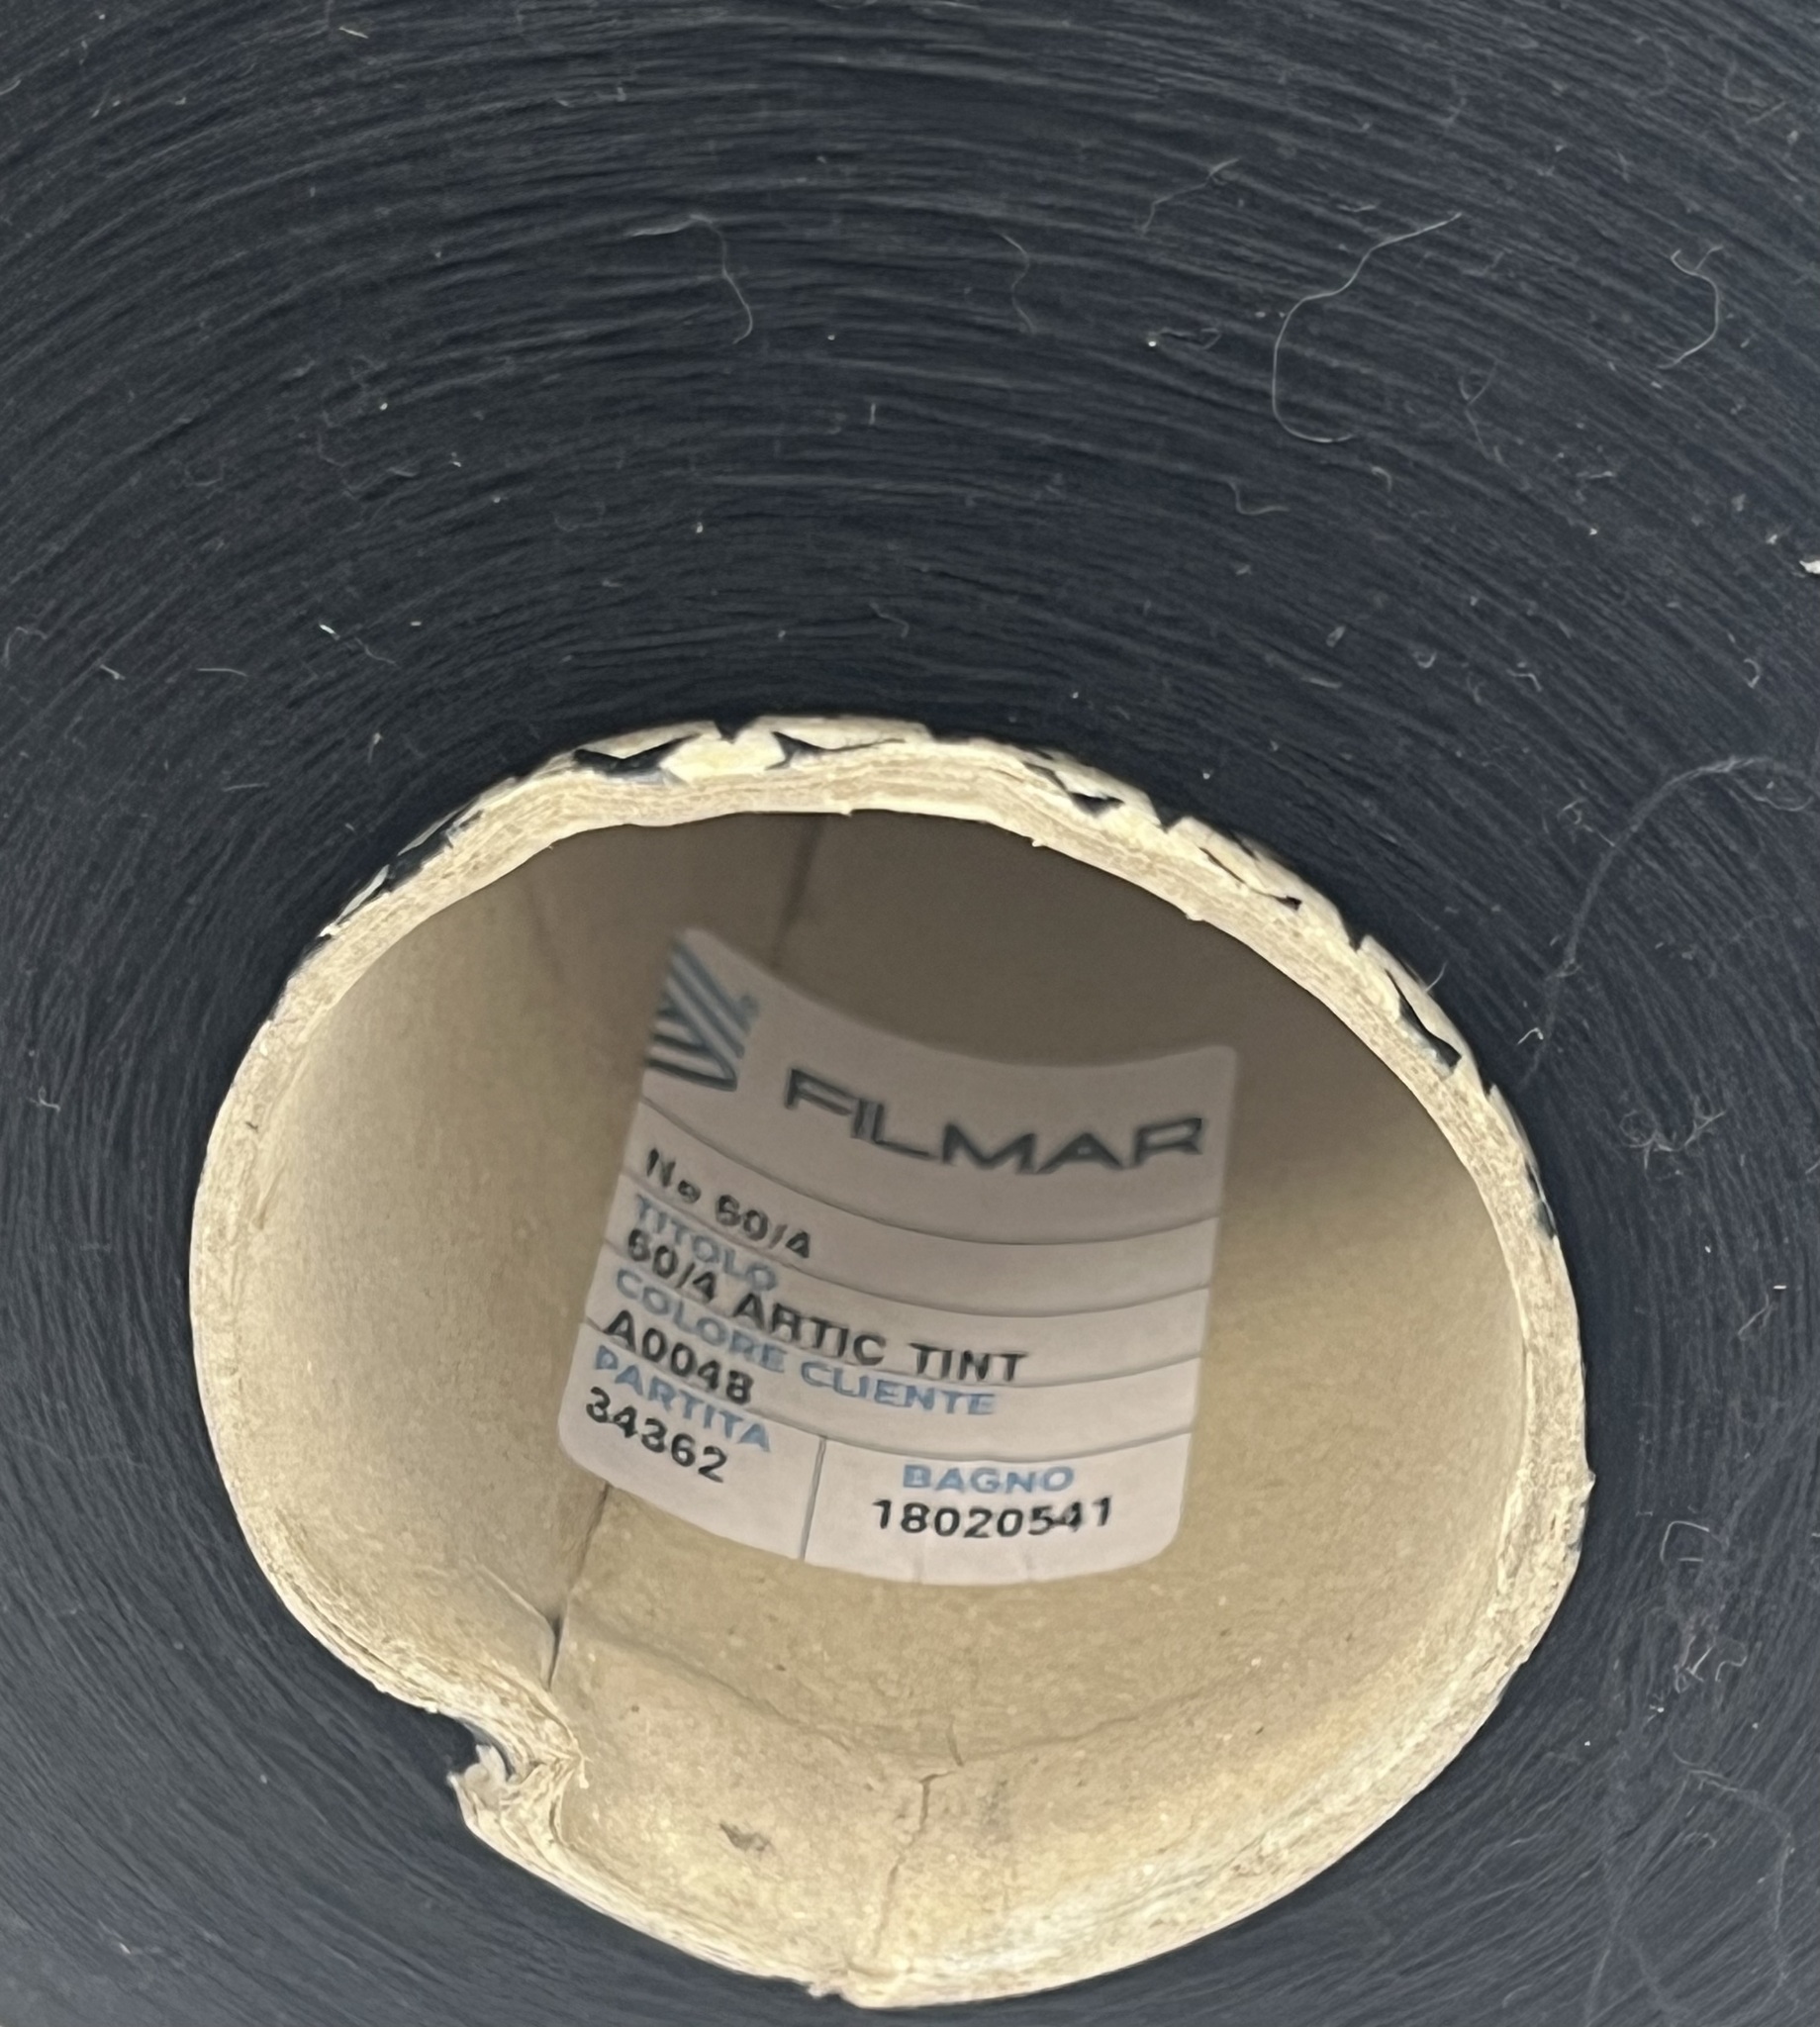 FILMAR
Ne 60/4
TITOLO
60/4 ARTIC TINT
COLORE CLIENTE
A0048
PARTITA
34362
BAGNO
18020541